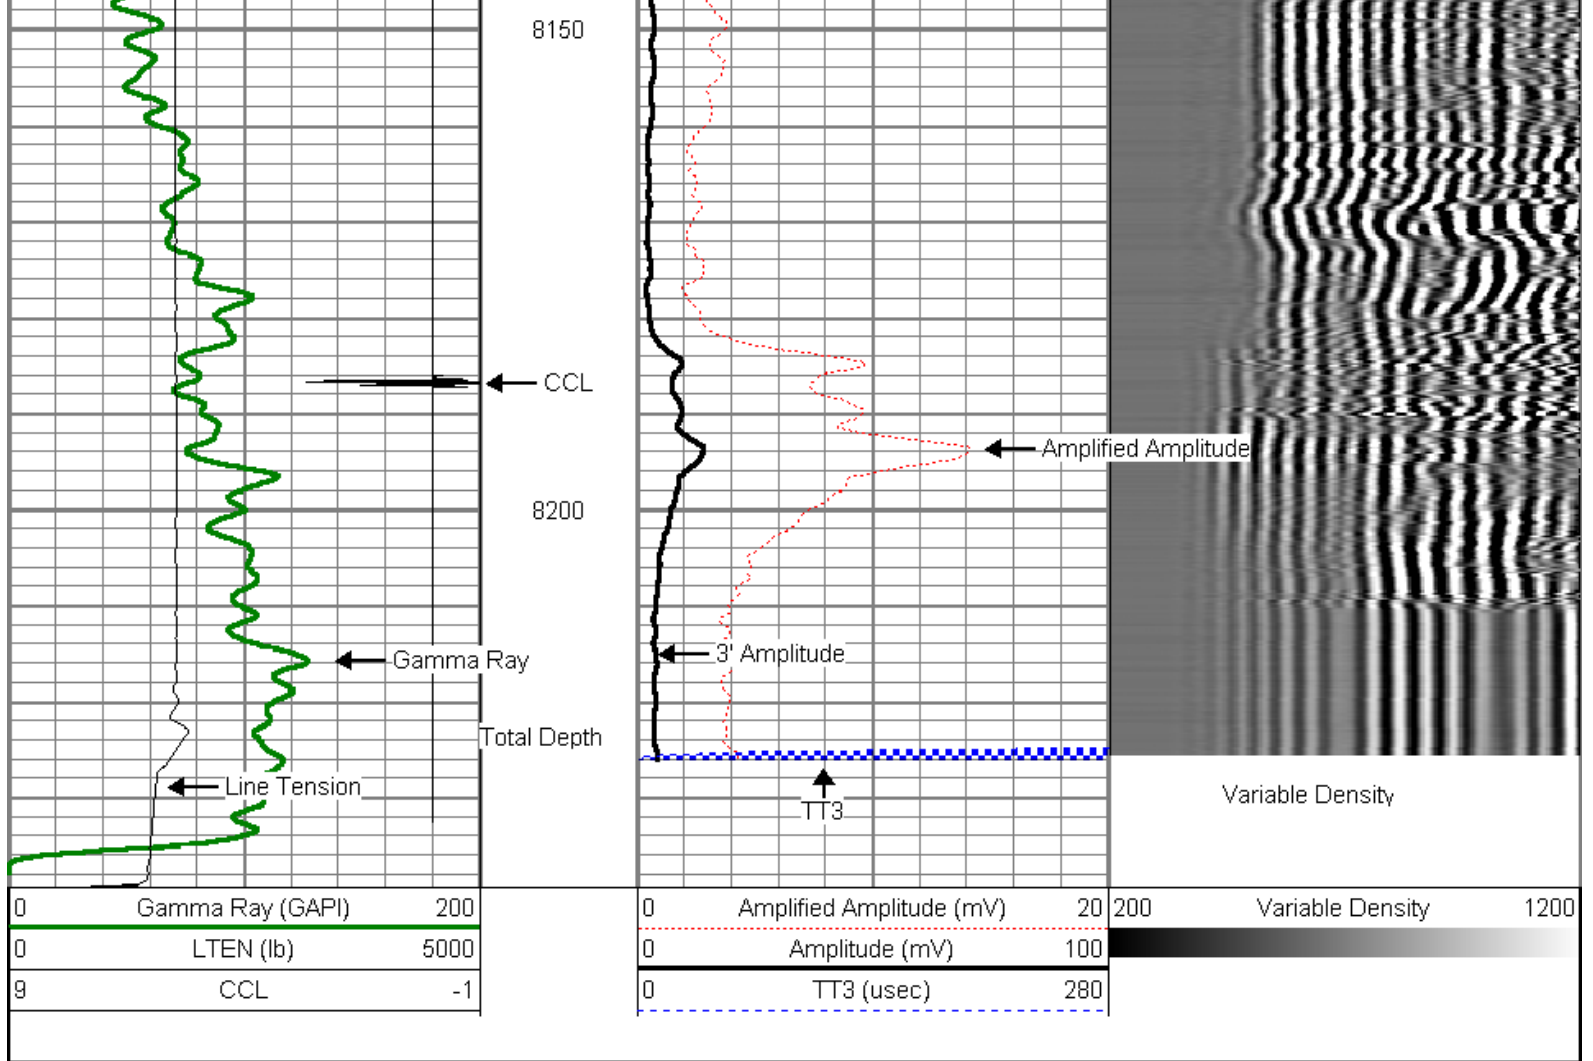 8150
CCL
Amplified Amplitude
8200
3' Amplitude
Gamma Ray
Total Depth
Line Tension
TT3
Variable Density
0 Gamma Ray (GAPI) 200
0 LTEN (lb) 5000
9 CCL -1
0 Amplified Amplitude (mV) 20
0 Amplitude (mV) 100
0 TT3 (usec) 280
200 Variable Density 1200